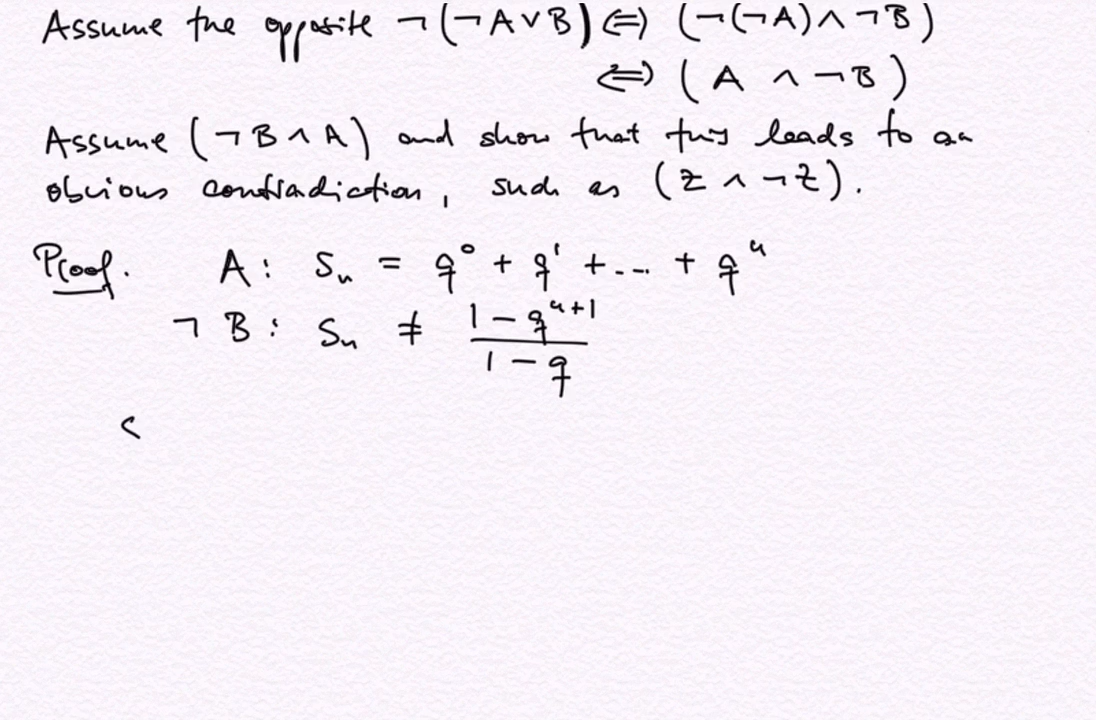 Assume the opposite ¬(¬A∨B) ⇔ (¬(¬A)∧¬B)
⇔ (A ∧ ¬B)
Assume (¬B∧A) and show that this leads to an
obvious contradiction, such as (Z ∧ ¬Z).
Proof. A: Sₙ = q⁰ + q¹ + ... + qⁿ
¬B: Sₙ ≠ (1 − qⁿ⁺¹)/(1 − q)